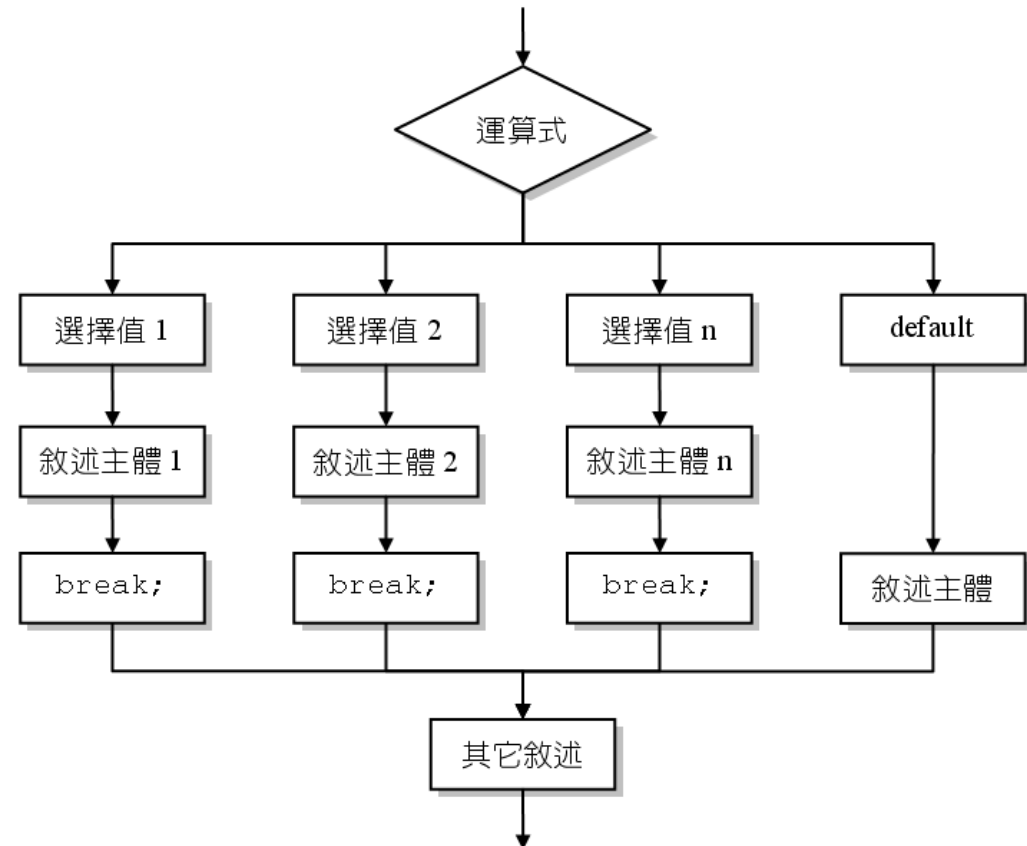 運算式
選擇值 1
選擇值 2
選擇值 n
default
敘述主體 1
敘述主體 2
敘述主體 n
break;
break;
break;
敘述主體
其它敘述